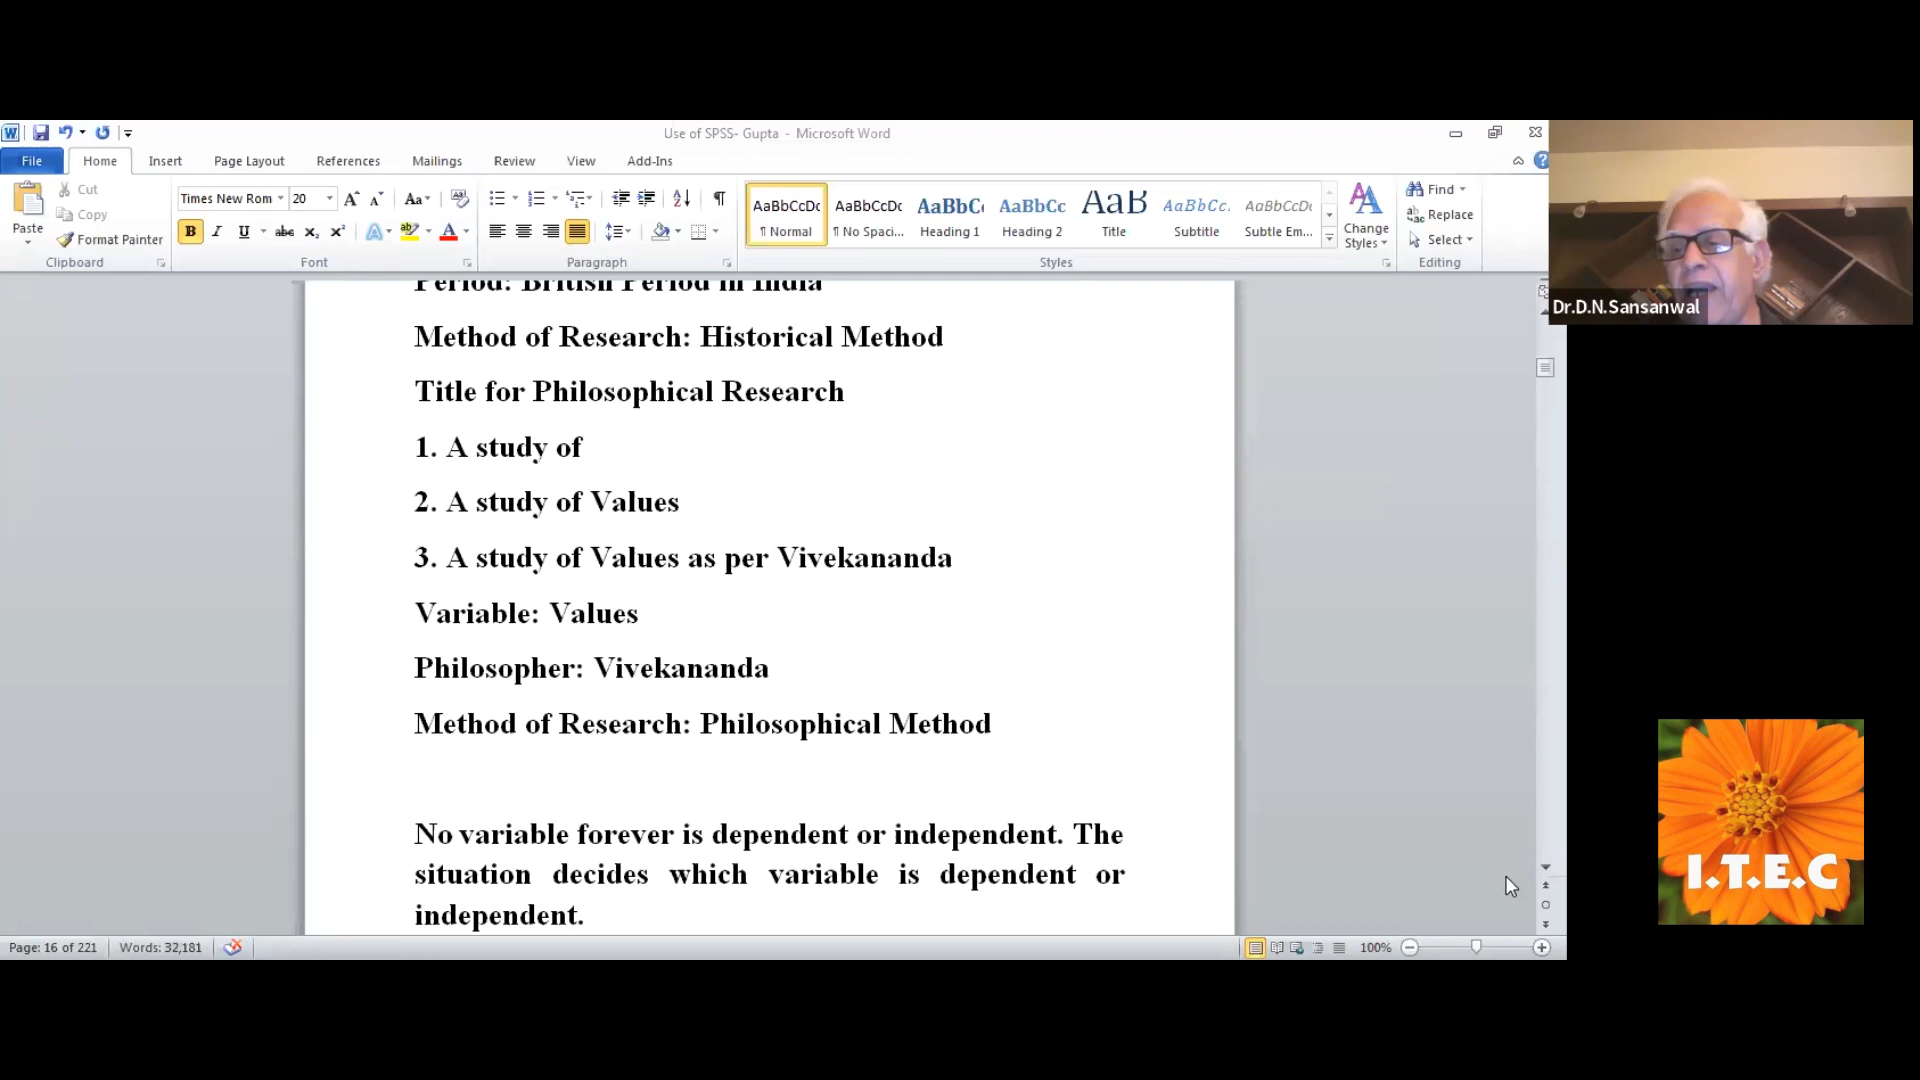 Use of SPSS- Gupta - Microsoft Word
File Home Insert Page Layout References Mailings Review View Add-Ins
Paste
Cut
Copy
Format Painter
Clipboard
Times New Rom 20
Font
Paragraph
AaBbCcDc AaBbCcDc AaBbC AaBbCc AaB AaBbCc. AaBbCcDc
¶ Normal ¶ No Spaci... Heading 1 Heading 2 Title Subtitle Subtle Em...
Styles
Change
Styles
Find
Replace
Select
Editing
Dr.D.N.Sansanwal
Period: British Period in India
Method of Research: Historical Method
Title for Philosophical Research
1. A study of
2. A study of Values
3. A study of Values as per Vivekananda
Variable: Values
Philosopher: Vivekananda
Method of Research: Philosophical Method
No variable forever is dependent or independent. The
situation decides which variable is dependent or
independent.
I.T.E.C
Page: 16 of 221 Words: 32,181 100%